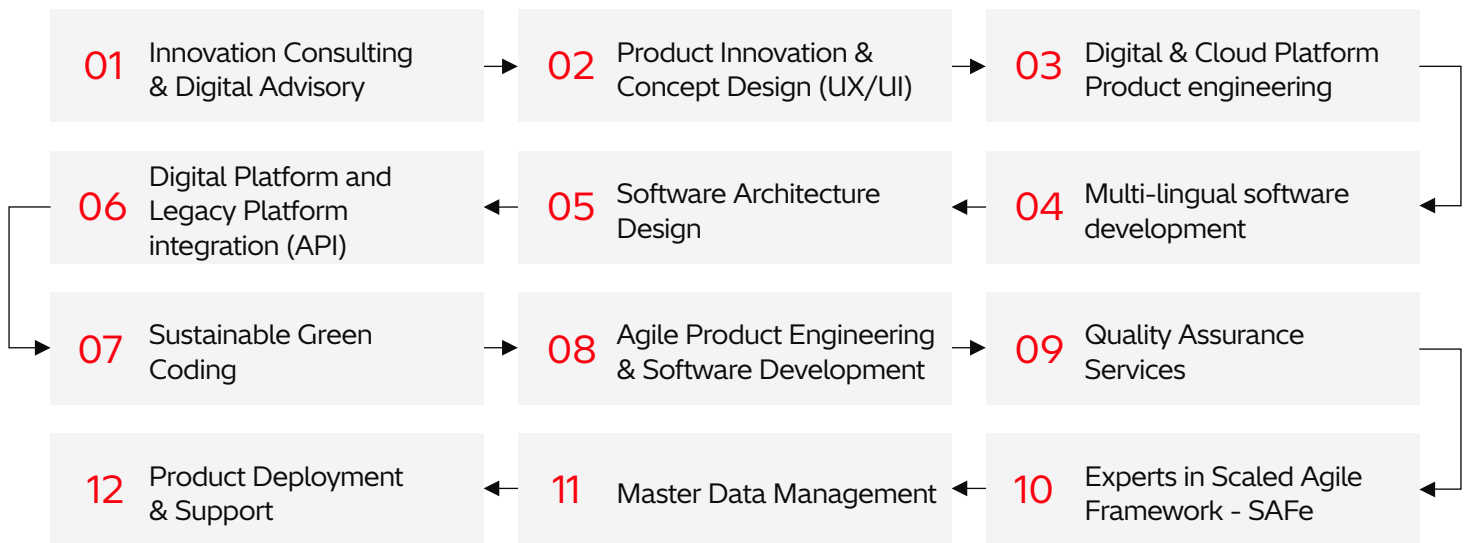 01
Innovation Consulting
& Digital Advisory
02
Product Innovation &
Concept Design (UX/UI)
03
Digital & Cloud Platform
Product engineering
04
Multi-lingual software
development
05
Software Architecture
Design
06
Digital Platform and
Legacy Platform
integration (API)
07
Sustainable Green
Coding
08
Agile Product Engineering
& Software Development
09
Quality Assurance
Services
10
Experts in Scaled Agile
Framework - SAFe
11
Master Data Management
12
Product Deployment
& Support